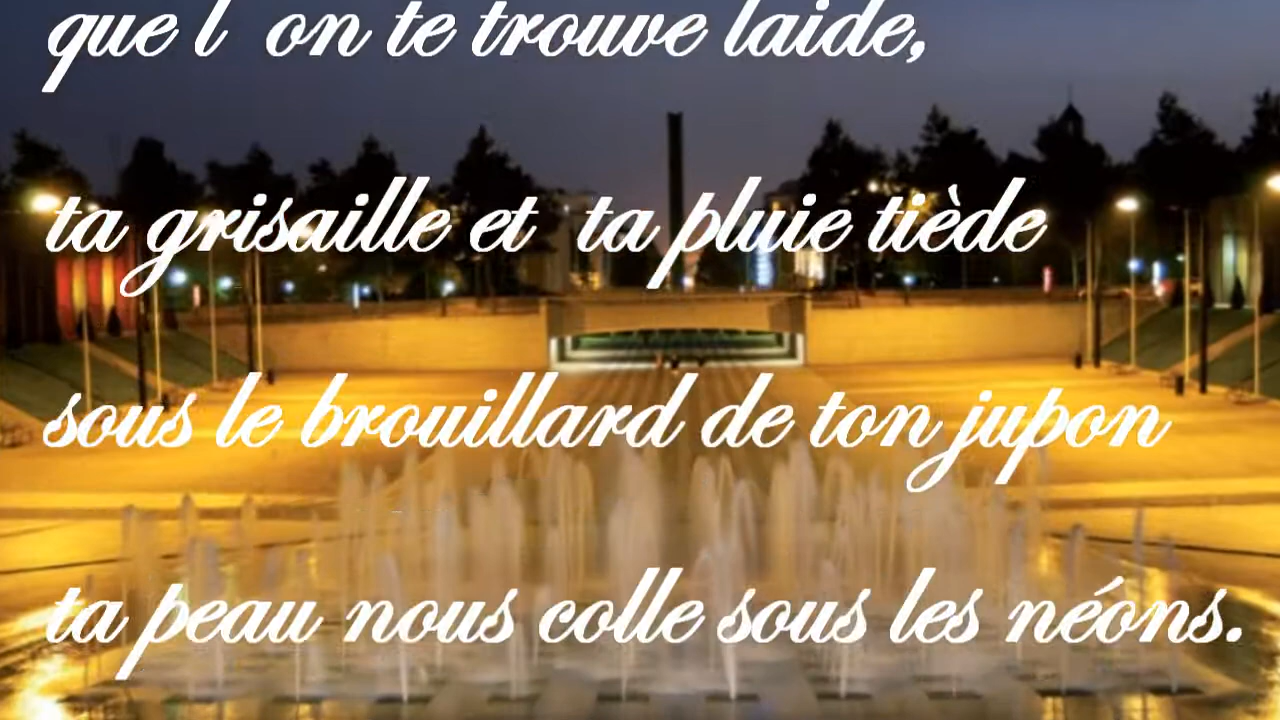 que l' on te trouve laide,
ta grisaille et ta pluie tiède
sous le brouillard de ton jupon
ta peau nous colle sous les néons.